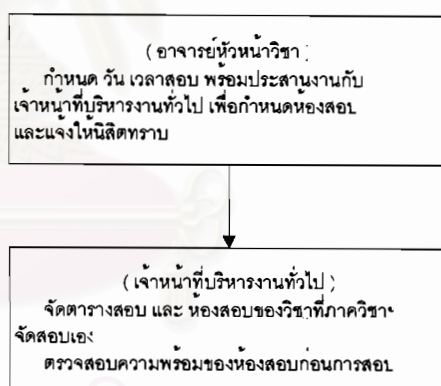 (อาจารย์หัวหน้าวิชา)
กำหนด วัน เวลาสอบ พร้อมประสานงานกับ
เจ้าหน้าที่บริหารงานทั่วไป เพื่อกำหนดห้องสอบ
และแจ้งให้นิสิตทราบ
(เจ้าหน้าที่บริหารงานทั่วไป)
จัดตารางสอบ และ ห้องสอบของวิชาที่ภาควิชาฯ
จัดสอบเอง
ตรวจสอบความพร้อมของห้องสอบก่อนการสอบ